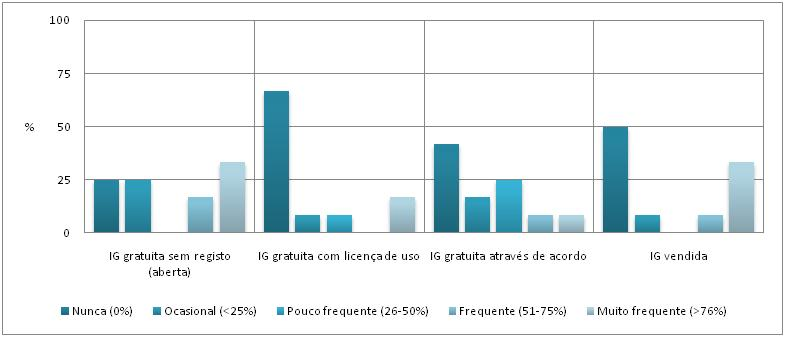 100
75
%
50
25
0
IG gratuita sem registo
(aberta)
IG gratuita com licença de uso
IG gratuita através de acordo
IG vendida
Nunca (0%)
Ocasional (<25%)
Pouco frequente (26-50%)
Frequente (51-75%)
Muito frequente (>76%)